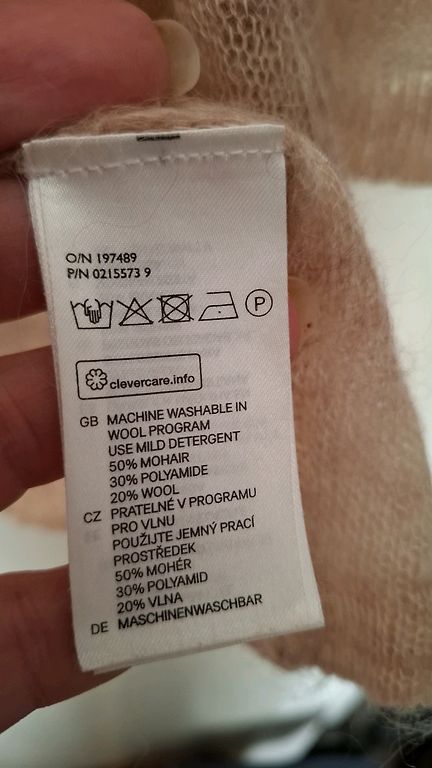 O/N 197489
P/N 0215573 9
P
clevercare.info
GB MACHINE WASHABLE IN
WOOL PROGRAM
USE MILD DETERGENT
50% MOHAIR
30% POLYAMIDE
20% WOOL
CZ PRATELNÉ V PROGRAMU
PRO VLNU
POUŽIJTE JEMNÝ PRACÍ
PROSTŘEDEK
50% MOHÉR
30% POLYAMID
20% VLNA
DE MASCHINENWASCHBAR